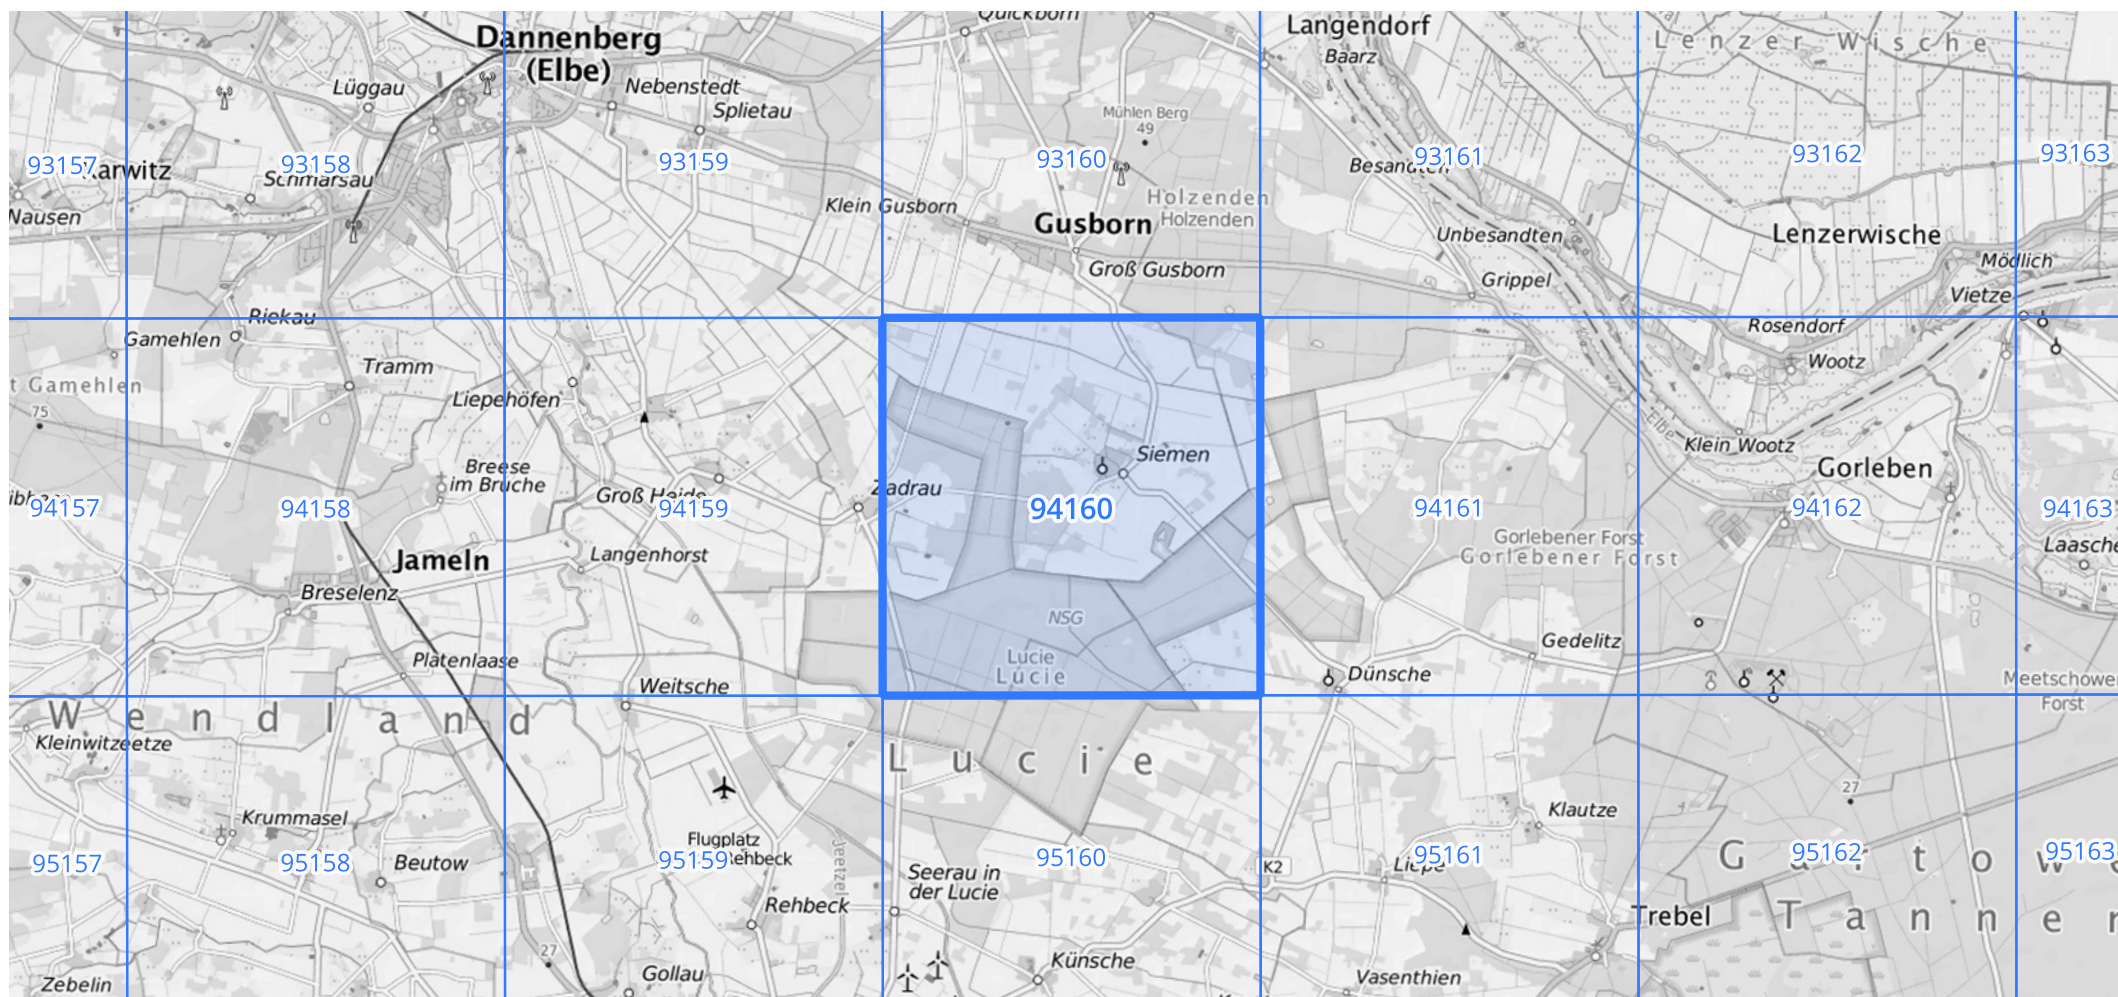 Quickborn
Langendorf
Dannenberg
(Elbe)
Baarz
Lenzer Wische
Lüggau
Nebenstedt
Splietau
Mühlen Berg
49
93157
93158
93159
93160
93161
93162
93163
Besandten
Schmarsau
Holzenden
Holzenden
Nausen
Klein Gusborn
Gusborn
Unbesandten
Lenzerwische
Groß Gusborn
Grippel
Mödlich
Vietze
Riekau
Gamehlen
Rosendorf
Wootz
Tramm
t Gamehlen
75
Liepehöfen
Elbe
Klein Wootz
Siemen
Gorleben
Breese
im Bruche
Groß Heide
Zadrau
94157
94158
94159
94160
94161
94162
94163
Gorlebener Forst
Gorlebener Forst
Laasche
Jameln
Langenhorst
Breselenz
NSG
Gedelitz
Platenlaase
Lucie
Lucie
Dünsche
Meetschower
Forst
Weitsche
Wendland
Kleinwitzeetze
Lucie
27
Krummasel
Klautze
Flugplatz
Rehbeck
Jeetzel
95157
95158
95159
95160
95161
95162
95163
Beutow
K2
Liepe
Seerau in
der Lucie
Gartow
Rehbeck
Trebel
Tanner
27
Gollau
Künsche
Vasenthien
Zebelin